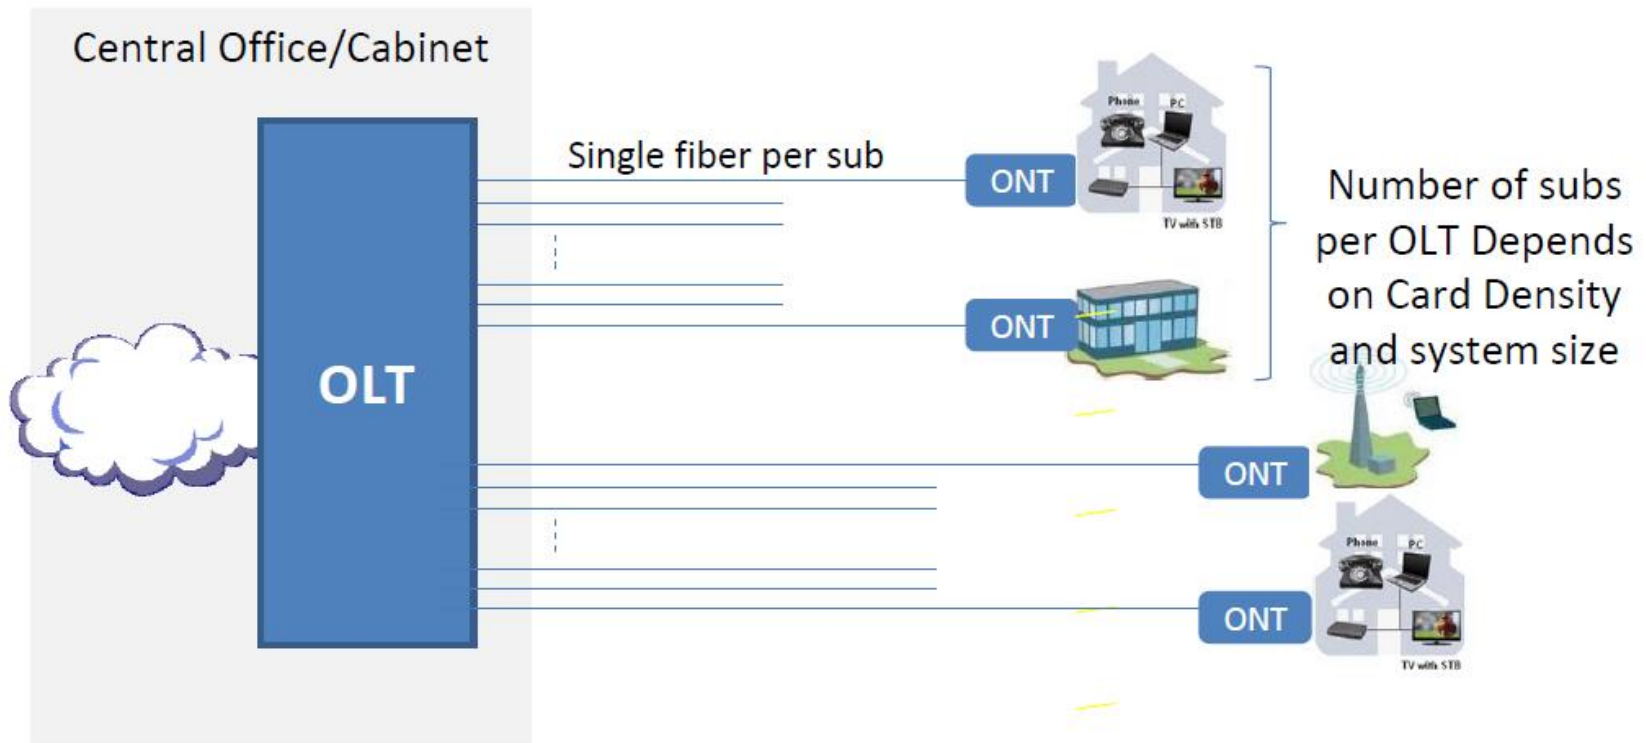 Central Office/Cabinet
Single fiber per sub
OLT
ONT
Phone PC
TV with STB
ONT
Number of subs
per OLT Depends
on Card Density
and system size
ONT
ONT
Phone PC
TV with STB